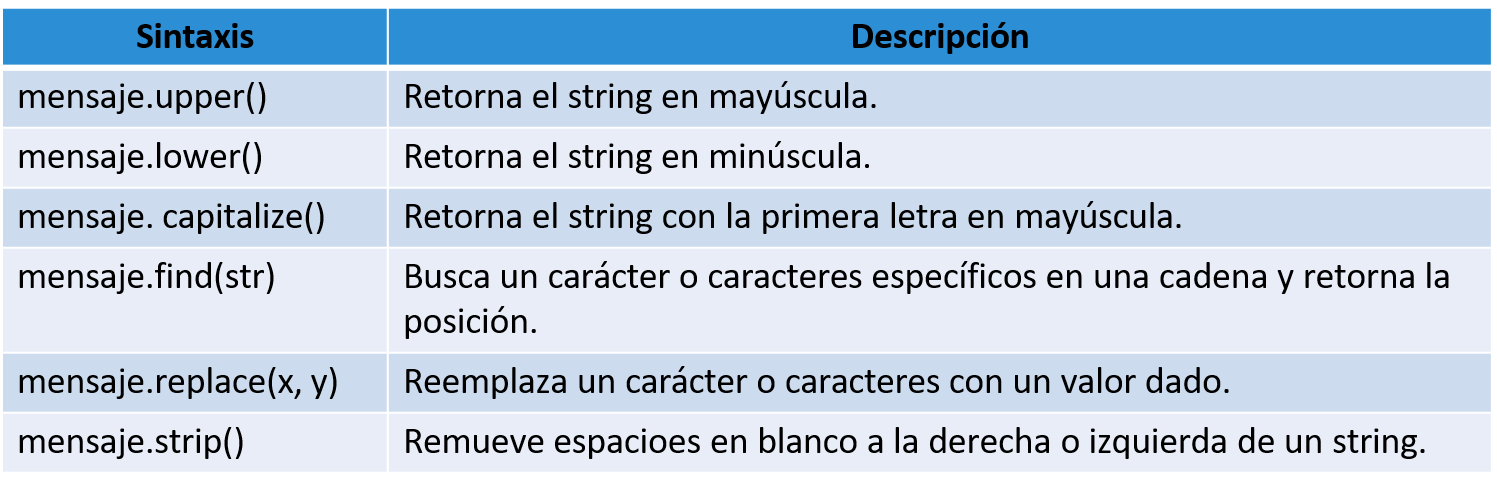 Sintaxis Descripción
mensaje.upper() Retorna el string en mayúscula.
mensaje.lower() Retorna el string en minúscula.
mensaje. capitalize() Retorna el string con la primera letra en mayúscula.
mensaje.find(str) Busca un carácter o caracteres específicos en una cadena y retorna la
posición.
mensaje.replace(x, y) Reemplaza un carácter o caracteres con un valor dado.
mensaje.strip() Remueve espacioes en blanco a la derecha o izquierda de un string.